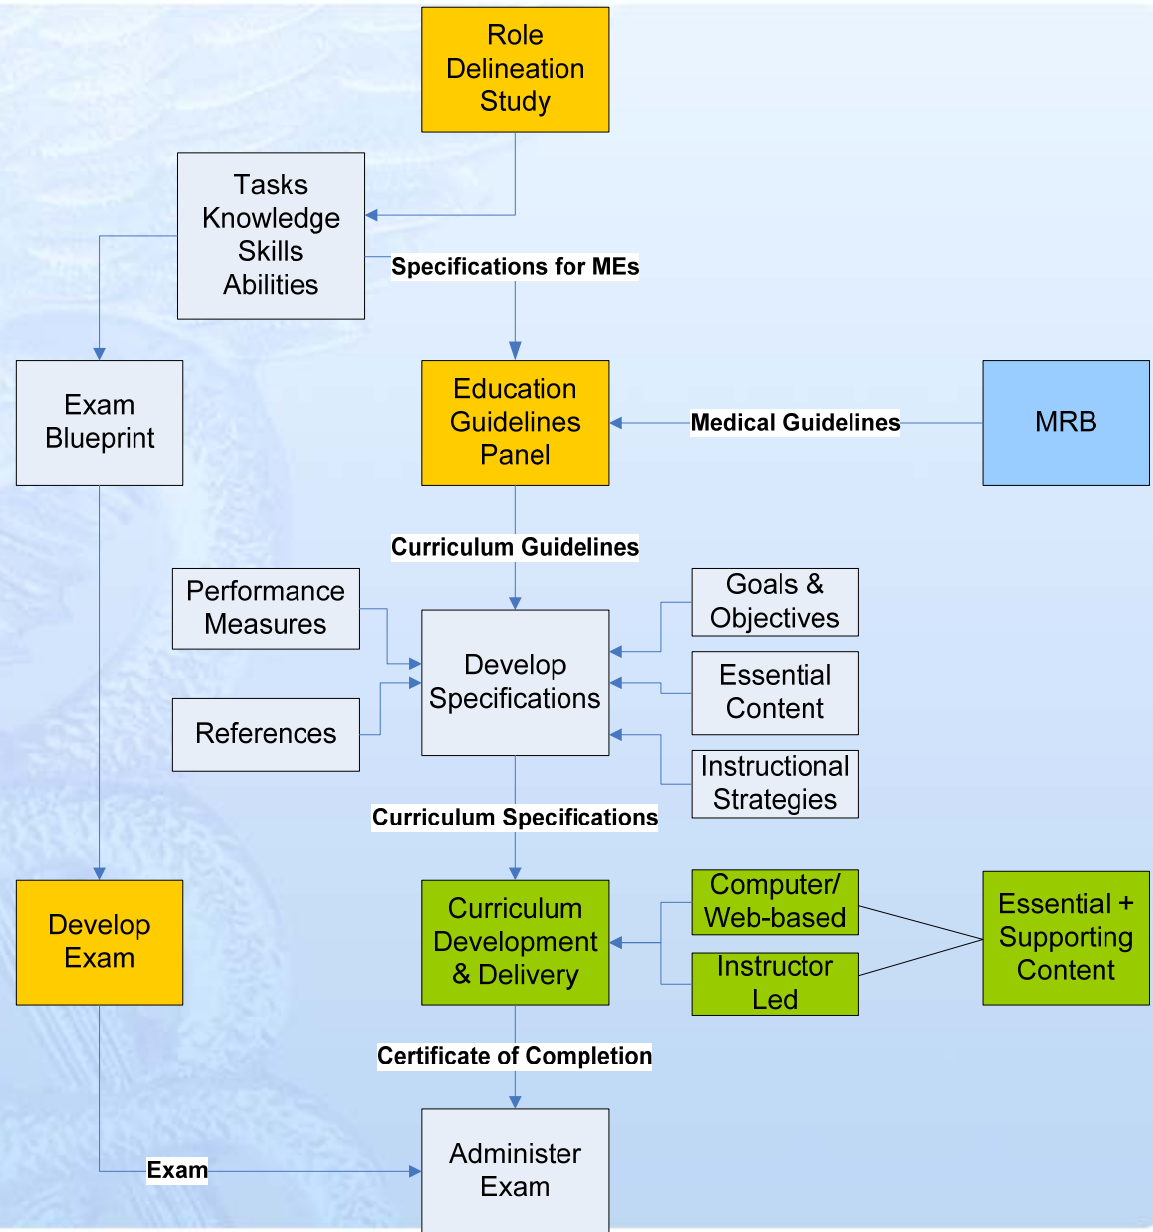 Role
Delineation
Study
Tasks
Knowledge
Skills
Abilities
Specifications for MEs
Exam
Blueprint
Education
Guidelines
Panel
Medical Guidelines
MRB
Curriculum Guidelines
Performance
Measures
References
Develop
Specifications
Goals &
Objectives
Essential
Content
Instructional
Strategies
Curriculum Specifications
Develop
Exam
Curriculum
Development
& Delivery
Computer/
Web-based
Instructor
Led
Essential +
Supporting
Content
Certificate of Completion
Exam
Administer
Exam